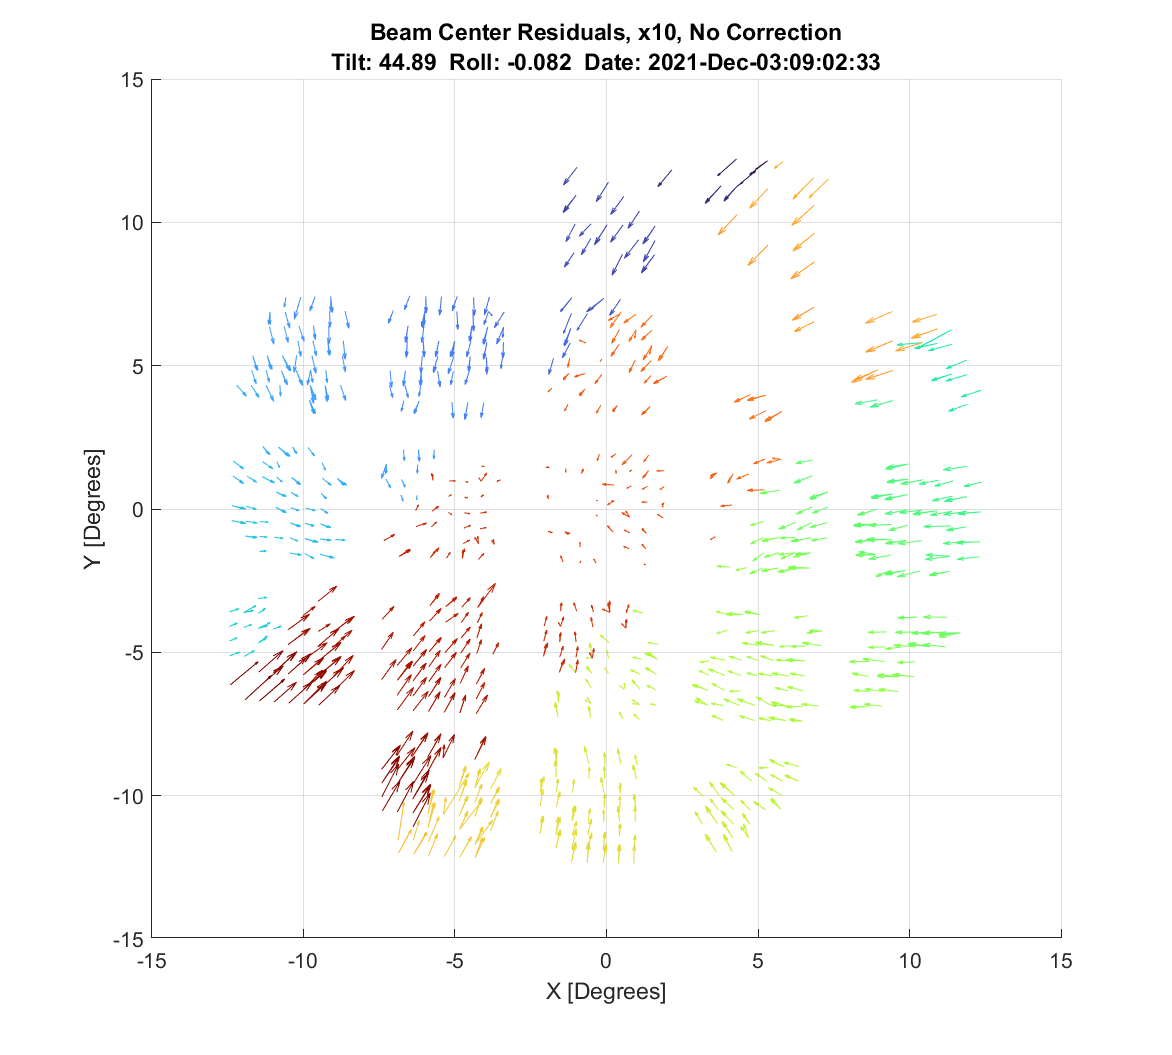 Beam Center Residuals, x10, No Correction
Tilt: 44.89  Roll: -0.082  Date: 2021-Dec-03:09:02:33
15
10
5
0
-5
-10
-15
Y [Degrees]
-15 -10 -5 0 5 10 15
X [Degrees]